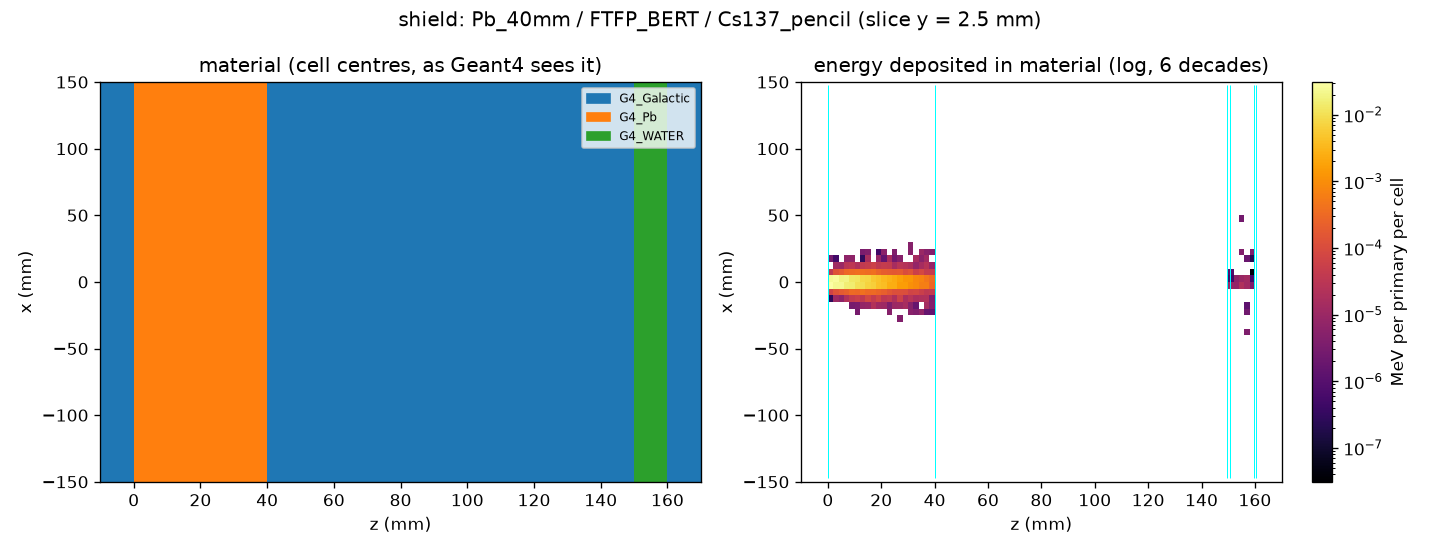 shield: Pb_40mm / FTFP_BERT / Cs137_pencil (slice y = 2.5 mm)
material (cell centres, as Geant4 sees it)
G4_Galactic
G4_Pb
G4_WATER
150
100
50
0
−50
−100
−150
x (mm)
0 20 40 60 80 100 120 140 160
z (mm)
energy deposited in material (log, 6 decades)
150
100
50
0
−50
−100
−150
x (mm)
0 20 40 60 80 100 120 140 160
z (mm)
10⁻²
10⁻³
10⁻⁴
10⁻⁵
10⁻⁶
10⁻⁷
MeV per primary per cell